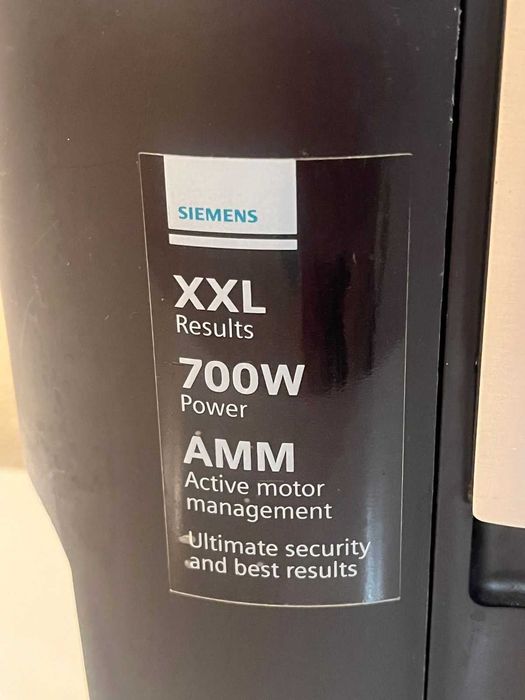 SIEMENS
XXL
Results
700W
Power
AMM
Active motor
management
Ultimate security
and best results